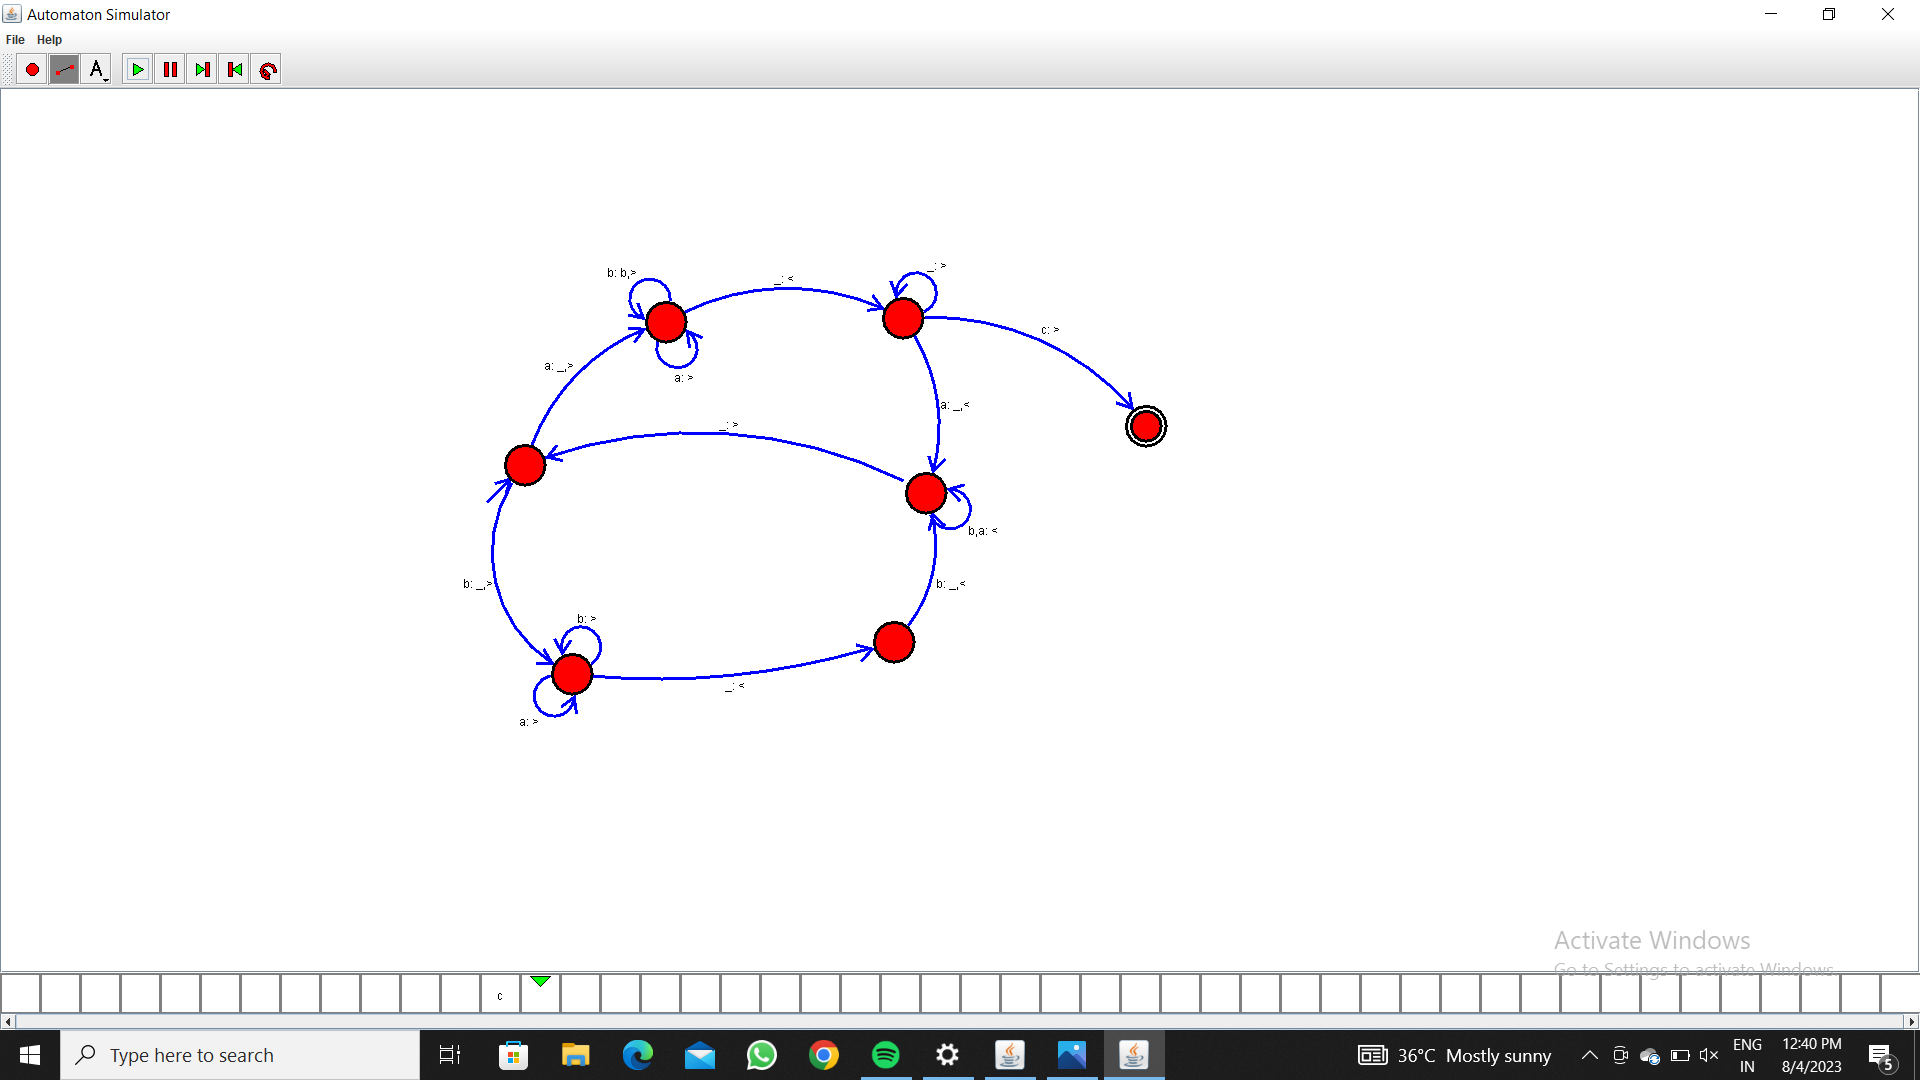 Automaton Simulator
File Help
A
b: b,>
_: <
_: >
c: >
a: _,>
a: >
a: _,<
_: >
b,a: <
b: _,>
b: _,<
b: >
_: <
a: >
Activate Windows
Go to Settings to activate Windows.
c
Type here to search
36°C Mostly sunny
ENG
IN
12:40 PM
8/4/2023
5